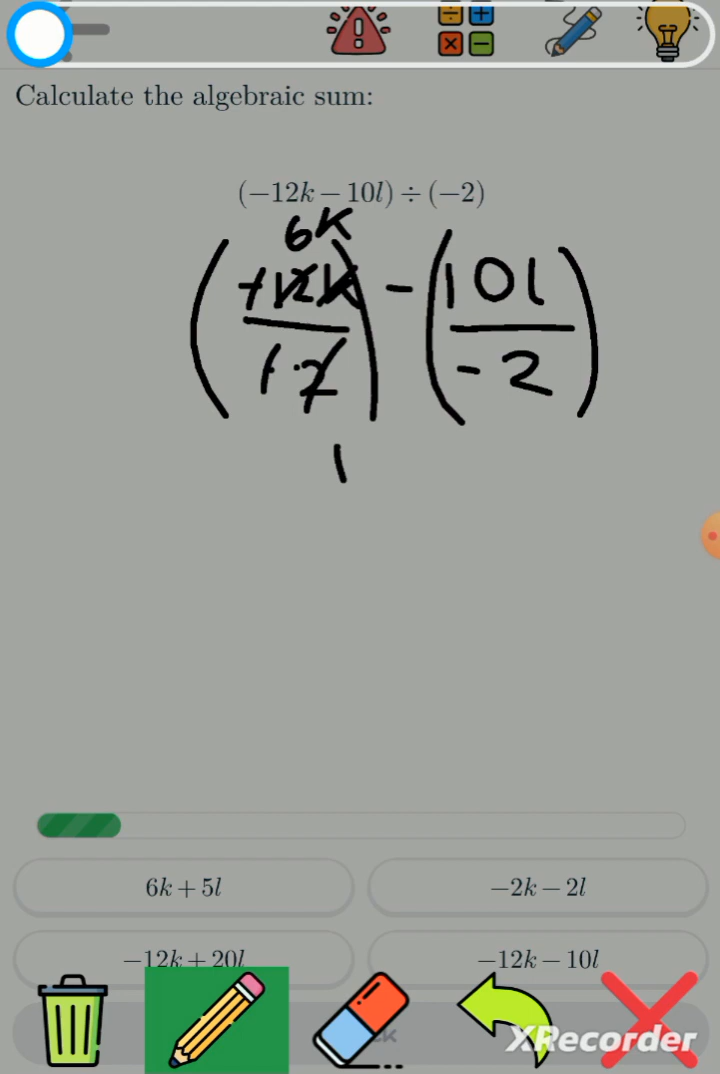 Calculate the algebraic sum:
(−12k − 10l) ÷ (−2)
6k
(+12k/+2) − (10l/−2)
1
6k + 5l
−2k − 2l
−12k + 20l
−12k − 10l
XRecorder